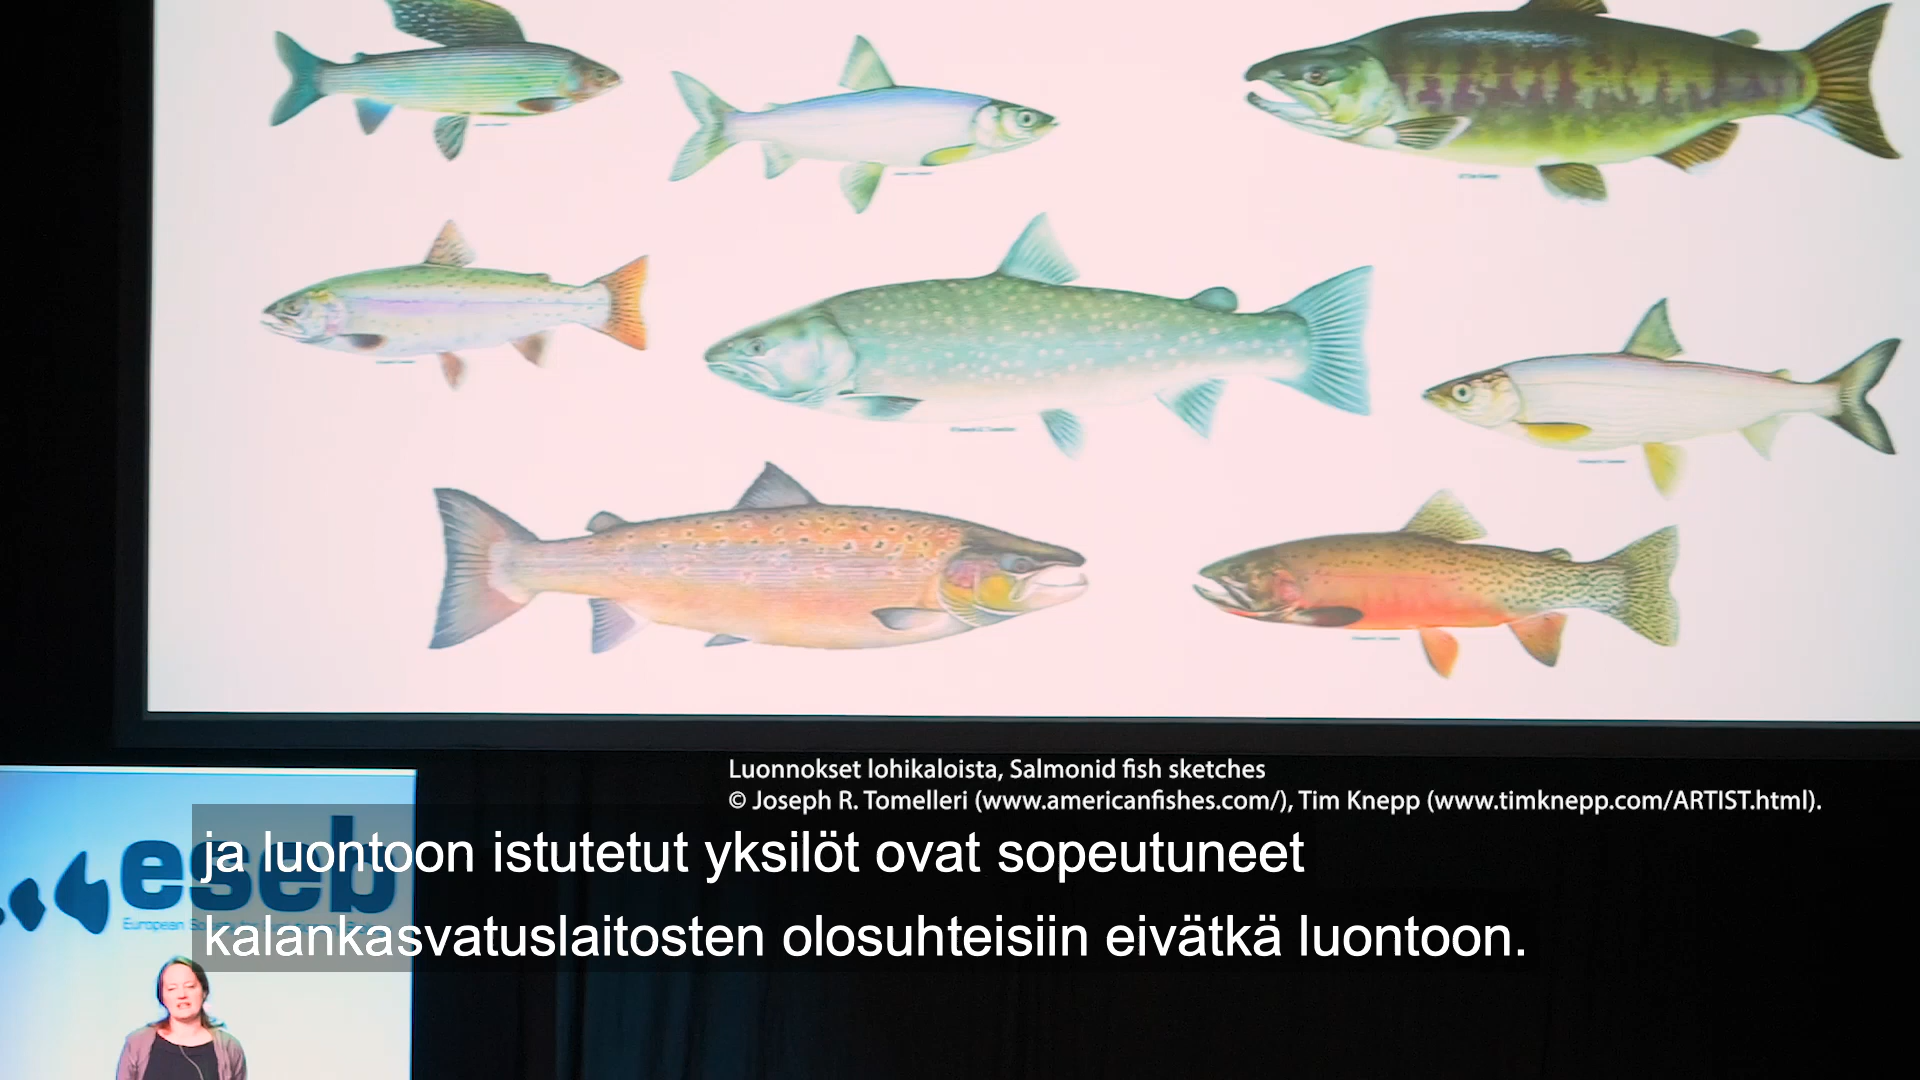 Luonnokset lohikaloista, Salmonid fish sketches
© Joseph R. Tomelleri (www.americanfishes.com/), Tim Knepp (www.timknepp.com/ARTIST.html).
eseb
European
ja luontoon istutetut yksilöt ovat sopeutuneet
kalankasvatuslaitosten olosuhteisiin eivätkä luontoon.